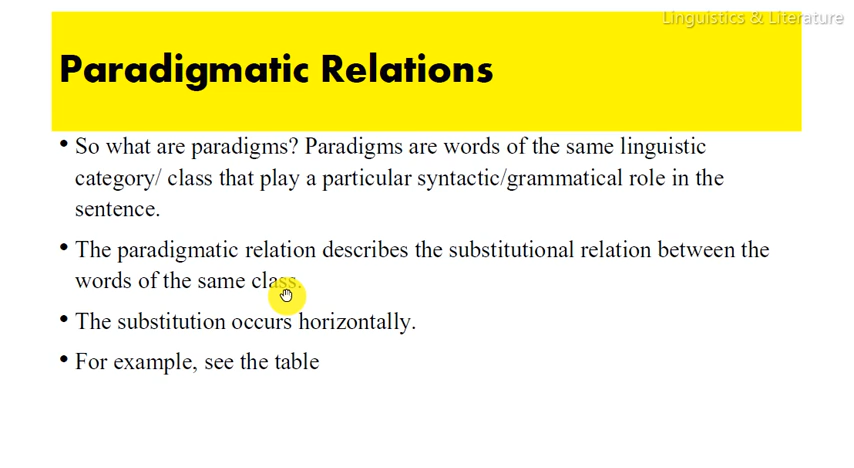 Linguistics & Literature
Paradigmatic Relations
• So what are paradigms? Paradigms are words of the same linguistic
category/ class that play a particular syntactic/grammatical role in the
sentence.
• The paradigmatic relation describes the substitutional relation between the
words of the same class.
• The substitution occurs horizontally.
• For example, see the table